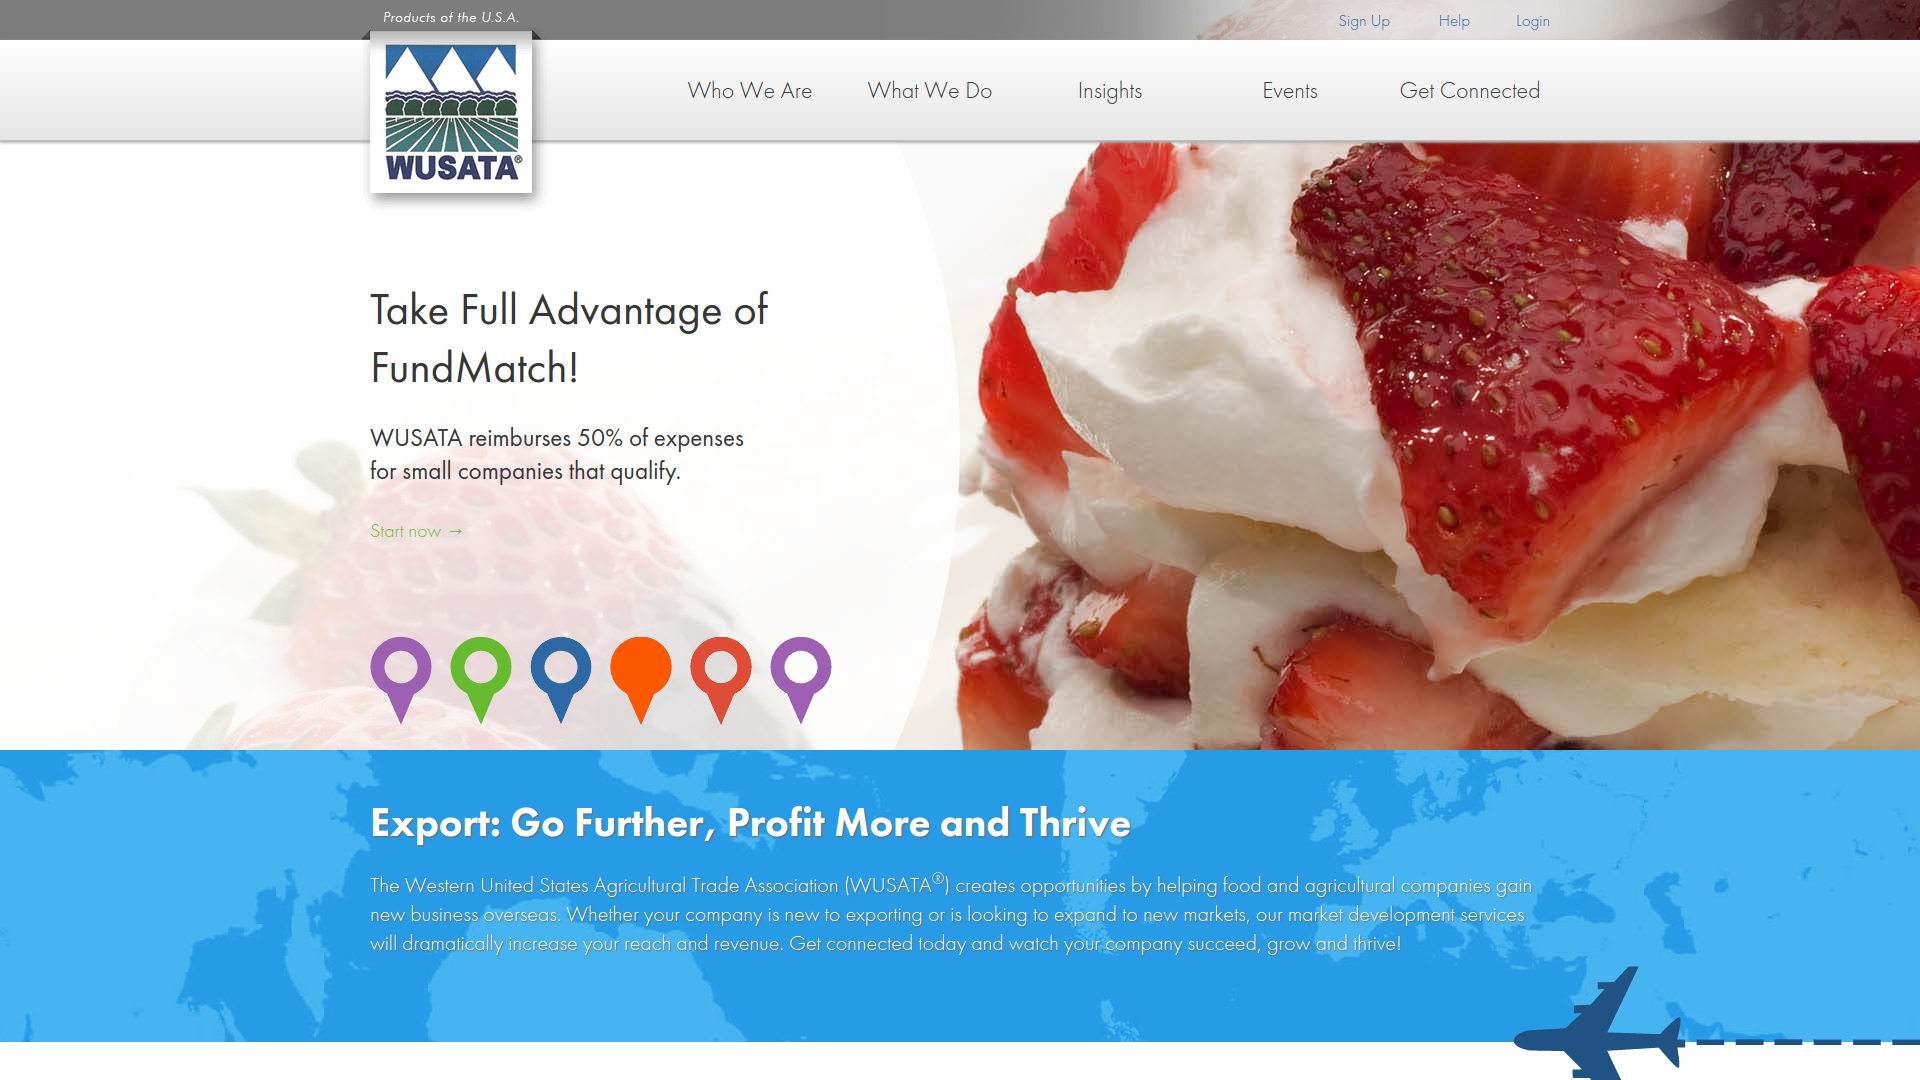 Products of the U.S.A.
Sign Up
Help
Login
WUSATA®
Who We Are
What We Do
Insights
Events
Get Connected
Take Full Advantage of
FundMatch!
WUSATA reimburses 50% of expenses
for small companies that qualify.
Start now →
Export: Go Further, Profit More and Thrive
The Western United States Agricultural Trade Association (WUSATA®) creates opportunities by helping food and agricultural companies gain
new business overseas. Whether your company is new to exporting or is looking to expand to new markets, our market development services
will dramatically increase your reach and revenue. Get connected today and watch your company succeed, grow and thrive!